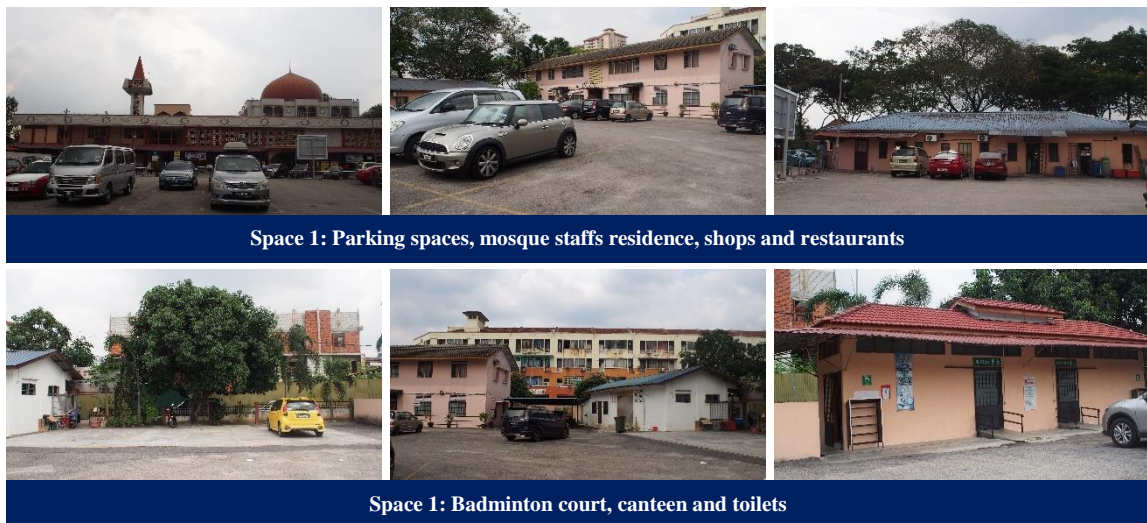 Space 1: Parking spaces, mosque staffs residence, shops and restaurants
Space 1: Badminton court, canteen and toilets